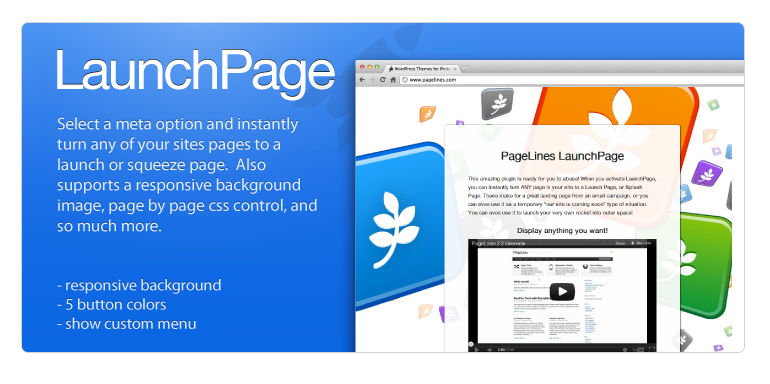 LaunchPage
Select a meta option and instantly
turn any of your sites pages to a
launch or squeeze page.  Also
supports a responsive background
image, page by page css control, and
so much more.
- responsive background
- 5 button colors
- show custom menu
WordPress Themes for Profe
www.pagelines.com
PageLines LaunchPage
This amazing plugin is ready for you to abuse! When you activate LaunchPage,
you can instantly turn ANY page is your site to a Launch Page, or Splash
Page. These make for a great landing page from an email campaign, or you
can even use it as a temporary "our site is coming soon" type of situation.
You can even use it to launch your very own rocket into outer space!
Display anything you want!
PageLines 2.2 Overview